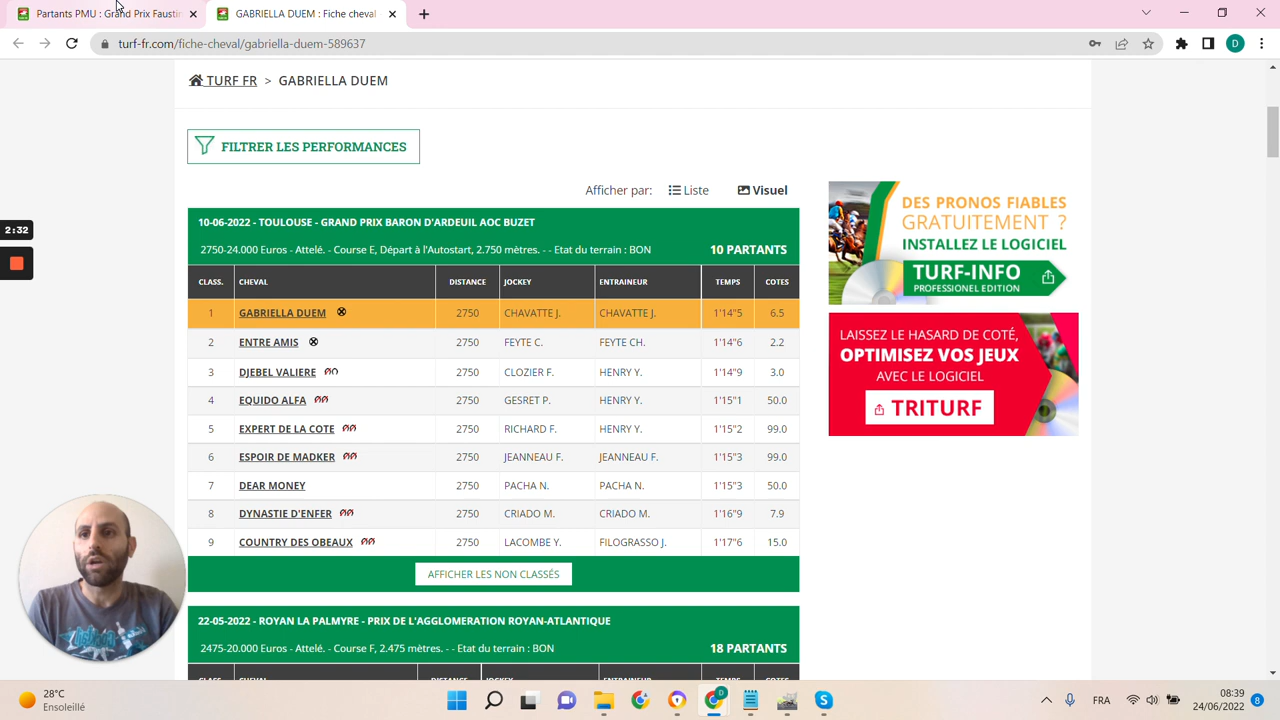 Partants PMU : Grand Prix Faustin
GABRIELLA DUEM : Fiche cheval
turf-fr.com/fiche-cheval/gabriella-duem-589637
D
TURF FR > GABRIELLA DUEM
FILTRER LES PERFORMANCES
Afficher par: Liste Visuel
2:32
10-06-2022 - TOULOUSE - GRAND PRIX BARON D'ARDEUIL AOC BUZET
2750-24.000 Euros - Attelé. - Course E, Départ à l'Autostart, 2.750 mètres. - - Etat du terrain : BON 10 PARTANTS
CLASS. CHEVAL DISTANCE JOCKEY ENTRAINEUR TEMPS COTES
1 GABRIELLA DUEM 2750 CHAVATTE J. CHAVATTE J. 1'14"5 6.5
2 ENTRE AMIS 2750 FEYTE C. FEYTE CH. 1'14"6 2.2
3 DJEBEL VALIERE 2750 CLOZIER F. HENRY Y. 1'14"9 3.0
4 EQUIDO ALFA 2750 GESRET P. HENRY Y. 1'15"1 50.0
5 EXPERT DE LA COTE 2750 RICHARD F. HENRY Y. 1'15"2 99.0
6 ESPOIR DE MADKER 2750 JEANNEAU F. JEANNEAU F. 1'15"3 99.0
7 DEAR MONEY 2750 PACHA N. PACHA N. 1'15"3 50.0
8 DYNASTIE D'ENFER 2750 CRIADO M. CRIADO M. 1'16"9 7.9
9 COUNTRY DES OBEAUX 2750 LACOMBE Y. FILOGRASSO J. 1'17"6 15.0
AFFICHER LES NON CLASSÉS
22-05-2022 - ROYAN LA PALMYRE - PRIX DE L'AGGLOMERATION ROYAN-ATLANTIQUE
2475-20.000 Euros - Attelé. - Course F, 2.475 mètres. - - Etat du terrain : BON 18 PARTANTS
CLASS. CHEVAL DISTANCE JOCKEY ENTRAINEUR TEMPS COTES
DES PRONOS FIABLES
GRATUITEMENT ?
INSTALLEZ LE LOGICIEL
TURF-INFO
PROFESIONNEL EDITION
LAISSEZ LE HASARD DE COTÉ,
OPTIMISEZ VOS JEUX
AVEC LE LOGICIEL
TRITURF
28°C
Ensoleillé
D
FRA
08:39
24/06/2022
8